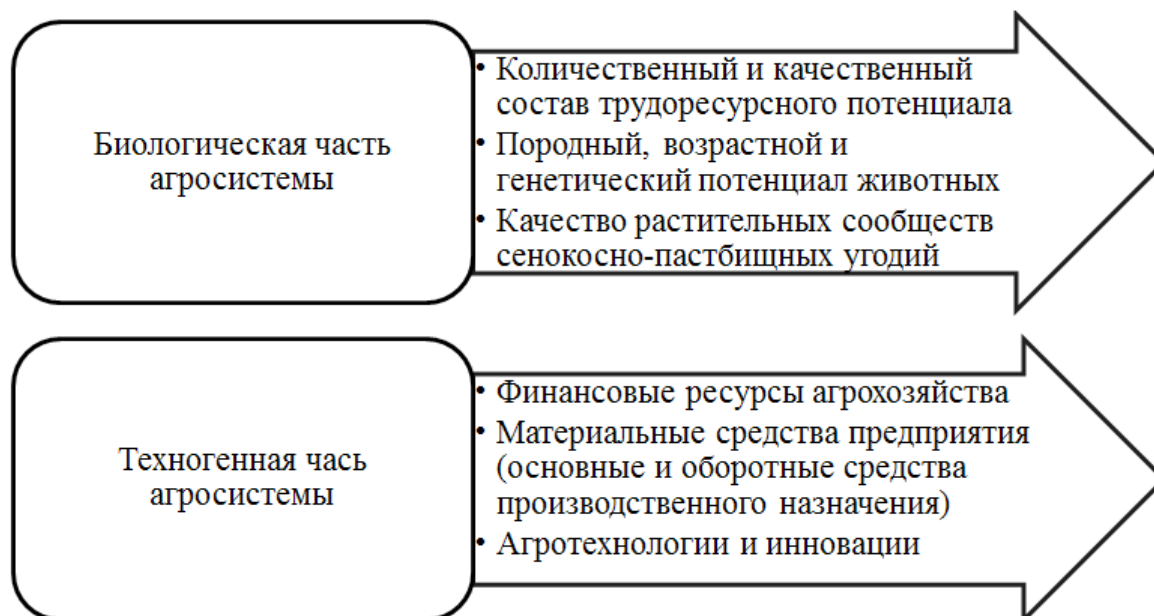 Биологическая часть
агросистемы
• Количественный и качественный
состав трудоресурсного потенциала
• Породный, возрастной и
генетический потенциал животных
• Качество растительных сообществ
сенокосно-пастбищных угодий
Техногенная чась
агросистемы
• Финансовые ресурсы агрохозяйства
• Материальные средства предприятия
(основные и оборотные средства
производственного назначения)
• Агротехнологии и инновации